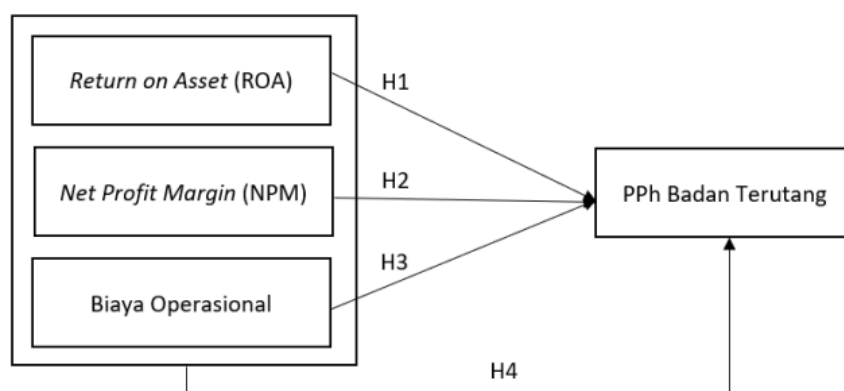 Return on Asset (ROA)
H1
Net Profit Margin (NPM)
H2
PPh Badan Terutang
H3
Biaya Operasional
H4